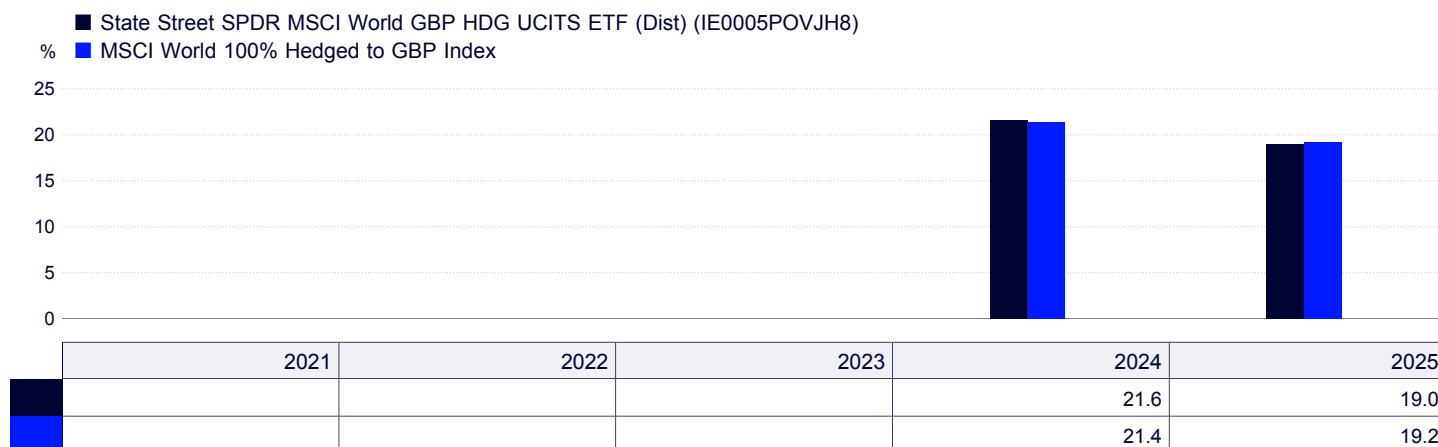 State Street SPDR MSCI World GBP HDG UCITS ETF (Dist) (IE0005POVJH8)
% MSCI World 100% Hedged to GBP Index
25
20
15
10
5
0
2021 2022 2023 2024 2025
21.6 19.0
21.4 19.2